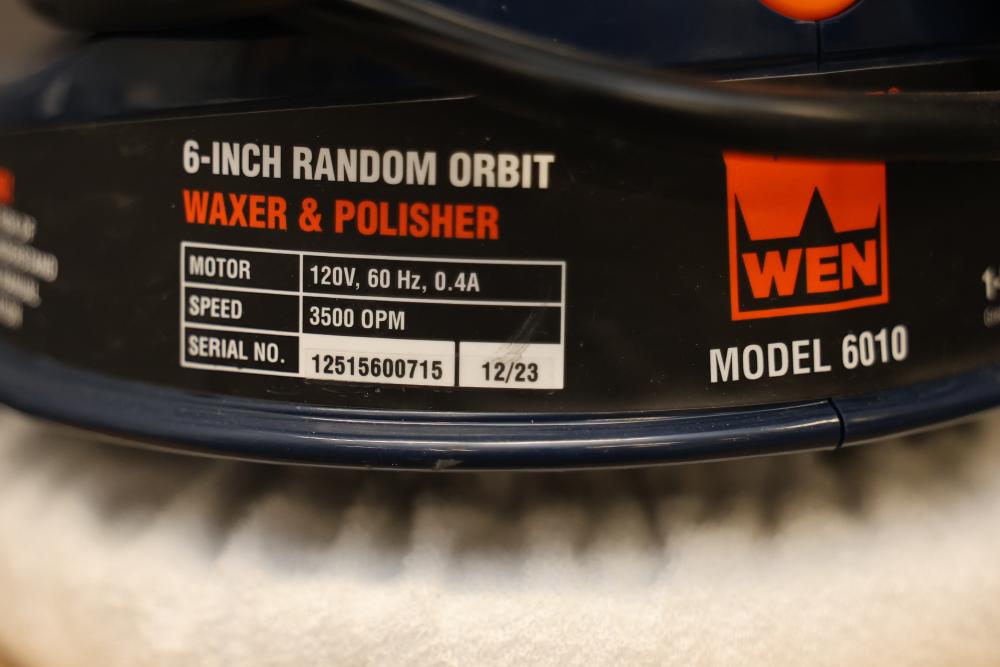 6-INCH RANDOM ORBIT
WAXER & POLISHER
MOTOR 120V, 60 Hz, 0.4A
SPEED 3500 OPM
SERIAL NO. 12515600715 12/23
WEN
MODEL 6010